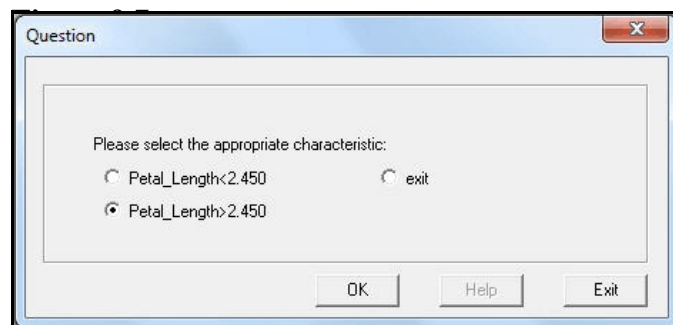 Question
Please select the appropriate characteristic:
Petal_Length<2.450 exit
Petal_Length>2.450
OK Help Exit